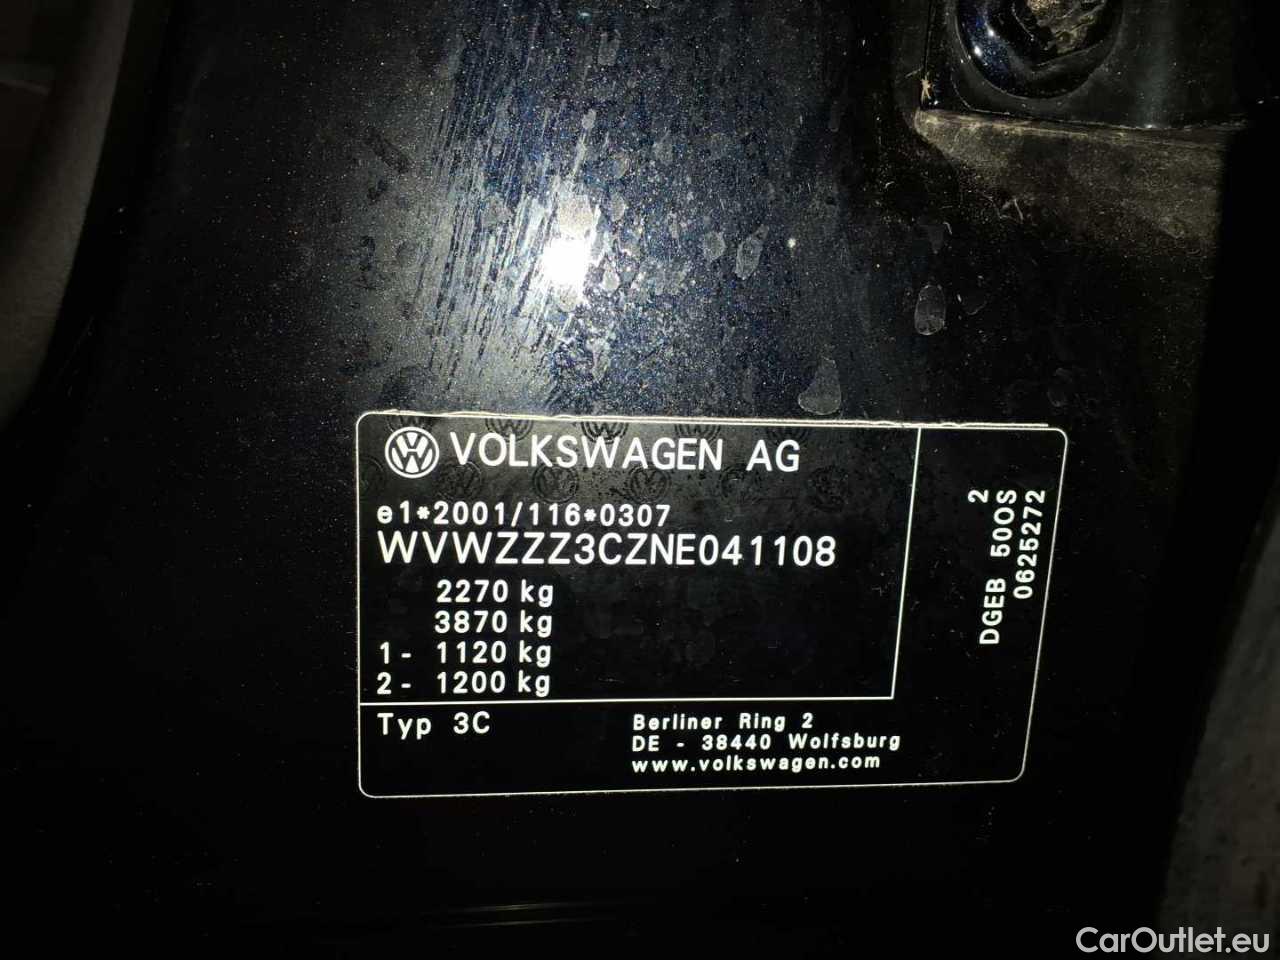 VOLKSWAGEN AG
e1*2001/116*0307
WVWZZZ3CZNE041108
2270 kg
3870 kg
1- 1120 kg
2- 1200 kg
Typ 3C
Berliner Ring 2
DE - 38440 Wolfsburg
www.volkswagen.com
2
DGEB 500S
0625272
CarOutlet.eu